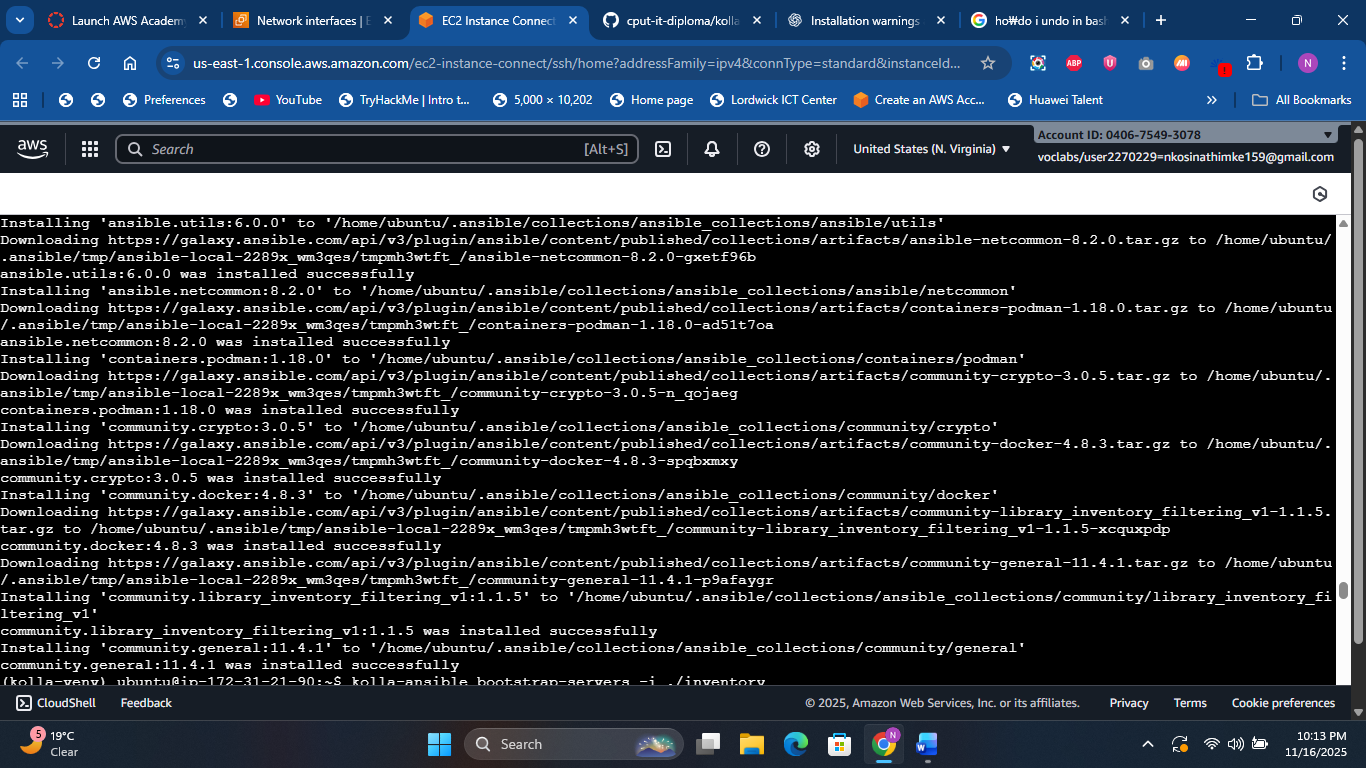 Launch AWS Academy
Network interfaces | E
EC2 Instance Connect
cput-it-diploma/kolla
Installation warnings
ho₩do i undo in bash
us-east-1.console.aws.amazon.com/ec2-instance-connect/ssh/home?addressFamily=ipv4&connType=standard&instanceId...
ABP
N
Preferences
YouTube
TryHackMe | Intro t...
5,000 × 10,202
Home page
Lordwick ICT Center
Create an AWS Acc...
Huawei Talent
»
All Bookmarks
aws
Search
[Alt+S]
United States (N. Virginia)
Account ID: 0406-7549-3078
voclabs/user2270229=nkosinathimke159@gmail.com
Installing 'ansible.utils:6.0.0' to '/home/ubuntu/.ansible/collections/ansible_collections/ansible/utils'
Downloading https://galaxy.ansible.com/api/v3/plugin/ansible/content/published/collections/artifacts/ansible-netcommon-8.2.0.tar.gz to /home/ubuntu/
.ansible/tmp/ansible-local-2289x_wm3qes/tmpmh3wtft_/ansible-netcommon-8.2.0-gxetf96b
ansible.utils:6.0.0 was installed successfully
Installing 'ansible.netcommon:8.2.0' to '/home/ubuntu/.ansible/collections/ansible_collections/ansible/netcommon'
Downloading https://galaxy.ansible.com/api/v3/plugin/ansible/content/published/collections/artifacts/containers-podman-1.18.0.tar.gz to /home/ubuntu
/.ansible/tmp/ansible-local-2289x_wm3qes/tmpmh3wtft_/containers-podman-1.18.0-ad51t7oa
ansible.netcommon:8.2.0 was installed successfully
Installing 'containers.podman:1.18.0' to '/home/ubuntu/.ansible/collections/ansible_collections/containers/podman'
Downloading https://galaxy.ansible.com/api/v3/plugin/ansible/content/published/collections/artifacts/community-crypto-3.0.5.tar.gz to /home/ubuntu/.
ansible/tmp/ansible-local-2289x_wm3qes/tmpmh3wtft_/community-crypto-3.0.5-n_qojaeg
containers.podman:1.18.0 was installed successfully
Installing 'community.crypto:3.0.5' to '/home/ubuntu/.ansible/collections/ansible_collections/community/crypto'
Downloading https://galaxy.ansible.com/api/v3/plugin/ansible/content/published/collections/artifacts/community-docker-4.8.3.tar.gz to /home/ubuntu/.
ansible/tmp/ansible-local-2289x_wm3qes/tmpmh3wtft_/community-docker-4.8.3-spqbxmxy
community.crypto:3.0.5 was installed successfully
Installing 'community.docker:4.8.3' to '/home/ubuntu/.ansible/collections/ansible_collections/community/docker'
Downloading https://galaxy.ansible.com/api/v3/plugin/ansible/content/published/collections/artifacts/community-library_inventory_filtering_v1-1.1.5.
tar.gz to /home/ubuntu/.ansible/tmp/ansible-local-2289x_wm3qes/tmpmh3wtft_/community-library_inventory_filtering_v1-1.1.5-xcquxpdp
community.docker:4.8.3 was installed successfully
Downloading https://galaxy.ansible.com/api/v3/plugin/ansible/content/published/collections/artifacts/community-general-11.4.1.tar.gz to /home/ubuntu
/.ansible/tmp/ansible-local-2289x_wm3qes/tmpmh3wtft_/community-general-11.4.1-p9afaygr
Installing 'community.library_inventory_filtering_v1:1.1.5' to '/home/ubuntu/.ansible/collections/ansible_collections/community/library_inventory_fi
ltering_v1'
community.library_inventory_filtering_v1:1.1.5 was installed successfully
Installing 'community.general:11.4.1' to '/home/ubuntu/.ansible/collections/ansible_collections/community/general'
community.general:11.4.1 was installed successfully
(kolla-venv) ubuntu@ip-172-31-21-90:~$ kolla-ansible bootstrap-servers -i ./inventory
CloudShell
Feedback
© 2025, Amazon Web Services, Inc. or its affiliates.
Privacy
Terms
Cookie preferences
5
19°C
Clear
Search
N
10:13 PM
11/16/2025